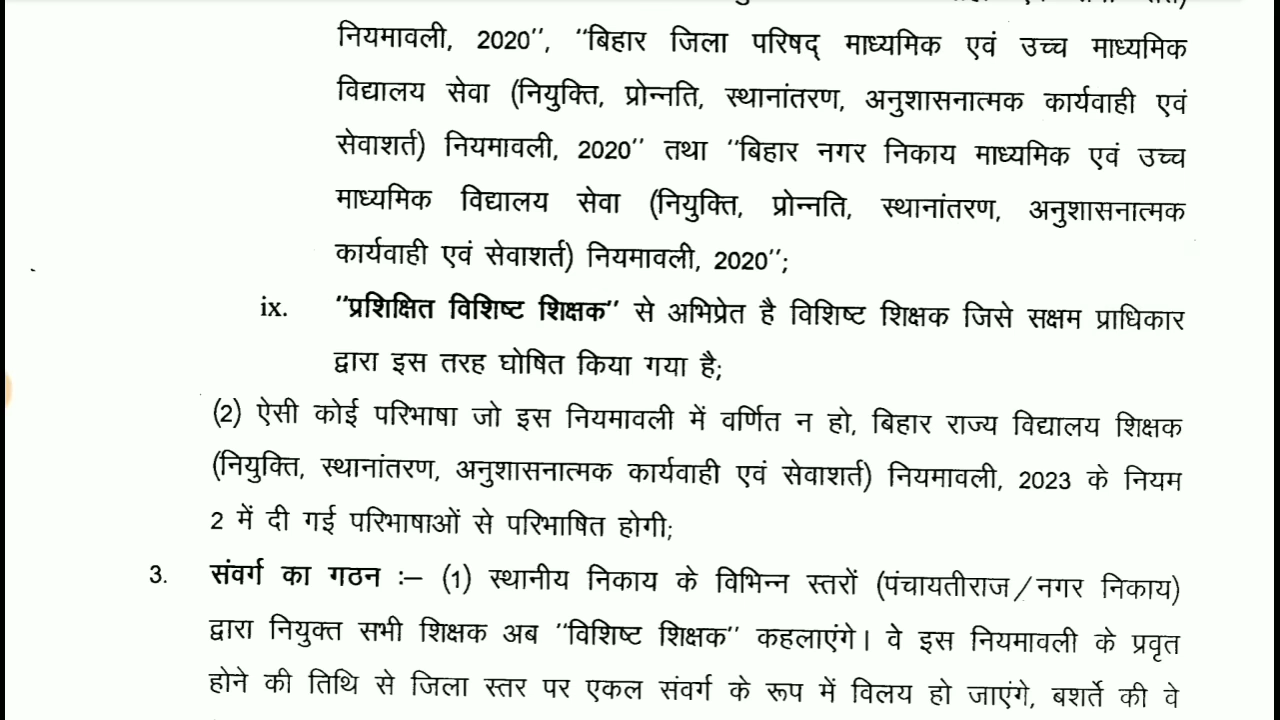 नियमावली, 2020’’, ‘‘बिहार जिला परिषद् माध्यमिक एवं उच्च माध्यमिक
विद्यालय सेवा (नियुक्ति, प्रोन्नति, स्थानांतरण, अनुशासनात्मक कार्यवाही एवं
सेवाशर्त) नियमावली, 2020’’ तथा ‘‘बिहार नगर निकाय माध्यमिक एवं उच्च
माध्यमिक विद्यालय सेवा (नियुक्ति, प्रोन्नति, स्थानांतरण, अनुशासनात्मक
कार्यवाही एवं सेवाशर्त) नियमावली, 2020’’;
ix. ‘‘प्रशिक्षित विशिष्ट शिक्षक’’ से अभिप्रेत है विशिष्ट शिक्षक जिसे सक्षम प्राधिकार
द्वारा इस तरह घोषित किया गया है;
(2) ऐसी कोई परिभाषा जो इस नियमावली में वर्णित न हो, बिहार राज्य विद्यालय शिक्षक
(नियुक्ति, स्थानांतरण, अनुशासनात्मक कार्यवाही एवं सेवाशर्त) नियमावली, 2023 के नियम
2 में दी गई परिभाषाओं से परिभाषित होगी;
3. संवर्ग का गठन :– (1) स्थानीय निकाय के विभिन्न स्तरों (पंचायतीराज/नगर निकाय)
द्वारा नियुक्त सभी शिक्षक अब ‘‘विशिष्ट शिक्षक’’ कहलाएंगे। वे इस नियमावली के प्रवृत
होने की तिथि से जिला स्तर पर एकल संवर्ग के रूप में विलय हो जाएंगे, बशर्ते की वे